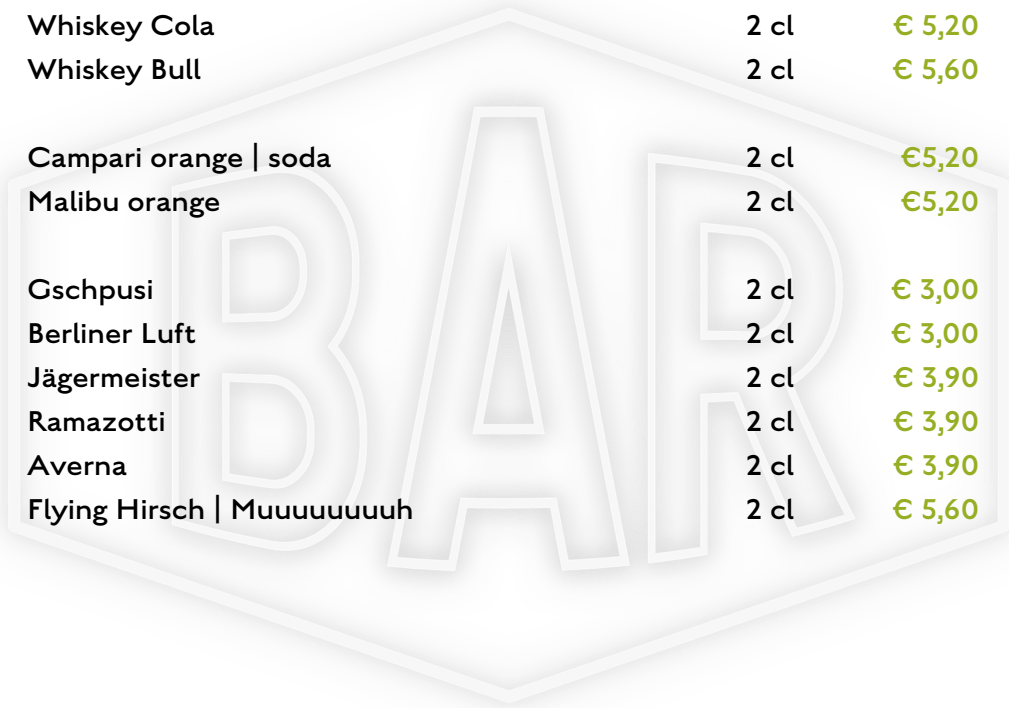 Whiskey Cola 2 cl € 5,20
Whiskey Bull 2 cl € 5,60
Campari orange | soda 2 cl €5,20
Malibu orange 2 cl €5,20
Gschpusi 2 cl € 3,00
Berliner Luft 2 cl € 3,00
Jägermeister 2 cl € 3,90
Ramazotti 2 cl € 3,90
Averna 2 cl € 3,90
Flying Hirsch | Muuuuuuuuh 2 cl € 5,60
BAR